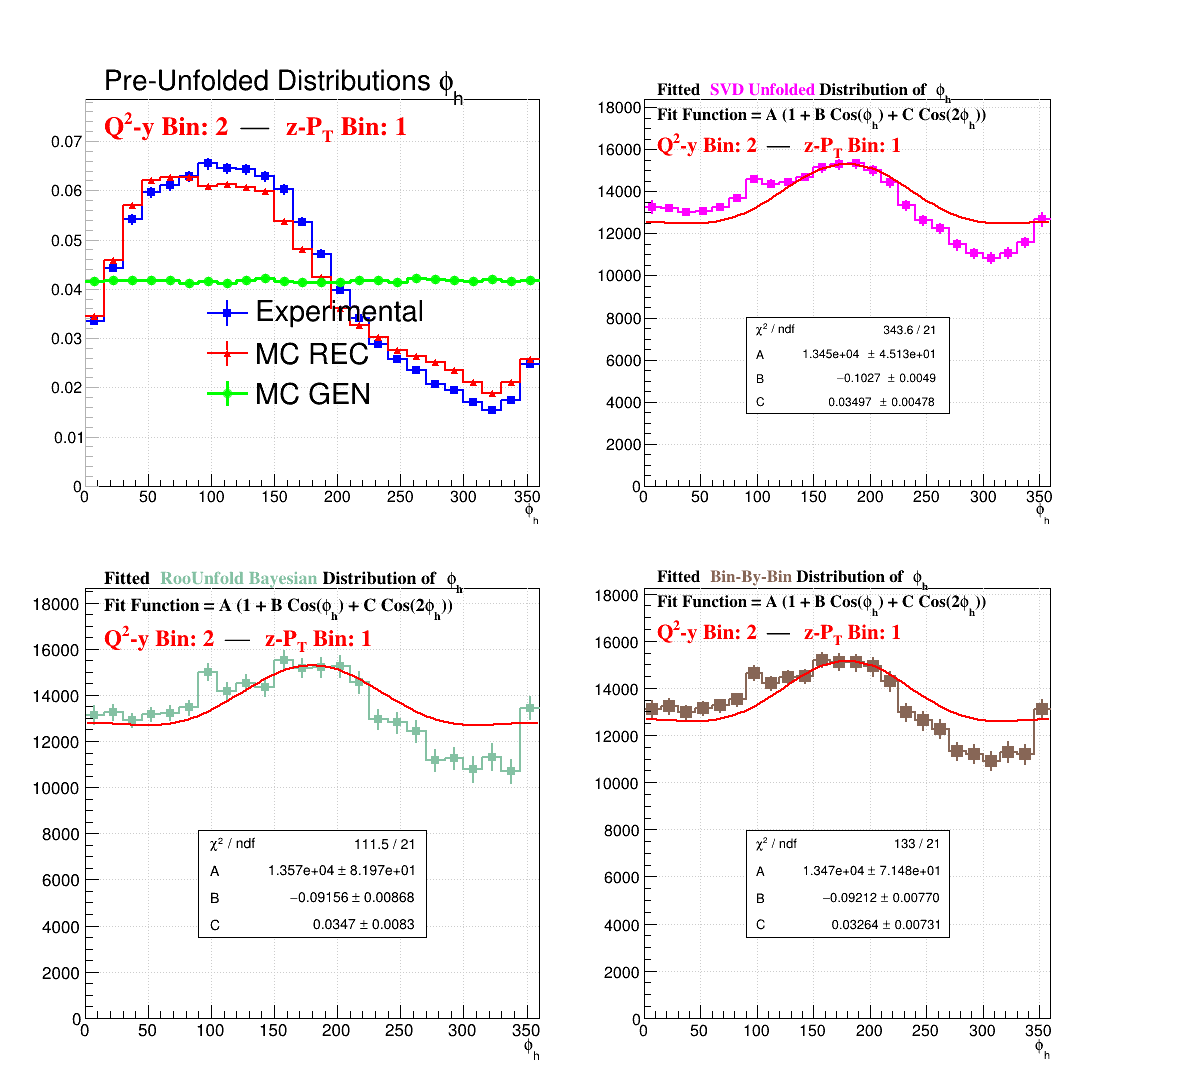 Pre-Unfolded Distributions ϕh
Q²-y Bin: 2 — z-PT Bin: 1
0.07
0.06
0.05
0.04
0.03
0.02
0.01
0
Experimental
MC REC
MC GEN
0 50 100 150 200 250 300 350
ϕh
Fitted SVD Unfolded Distribution of ϕh
Fit Function = A (1 + B Cos(ϕh) + C Cos(2ϕh))
Q²-y Bin: 2 — z-PT Bin: 1
18000
16000
14000
12000
10000
8000
6000
4000
2000
0
χ² / ndf 343.6 / 21
A 1.345e+04 ± 4.513e+01
B −0.1027 ± 0.0049
C 0.03497 ± 0.00478
0 50 100 150 200 250 300 350
ϕh
Fitted RooUnfold Bayesian Distribution of ϕh
Fit Function = A (1 + B Cos(ϕh) + C Cos(2ϕh))
Q²-y Bin: 2 — z-PT Bin: 1
18000
16000
14000
12000
10000
8000
6000
4000
2000
0
χ² / ndf 111.5 / 21
A 1.357e+04 ± 8.197e+01
B −0.09156 ± 0.00868
C 0.0347 ± 0.0083
0 50 100 150 200 250 300 350
ϕh
Fitted Bin-By-Bin Distribution of ϕh
Fit Function = A (1 + B Cos(ϕh) + C Cos(2ϕh))
Q²-y Bin: 2 — z-PT Bin: 1
18000
16000
14000
12000
10000
8000
6000
4000
2000
0
χ² / ndf 133 / 21
A 1.347e+04 ± 7.148e+01
B −0.09212 ± 0.00770
C 0.03264 ± 0.00731
0 50 100 150 200 250 300 350
ϕh